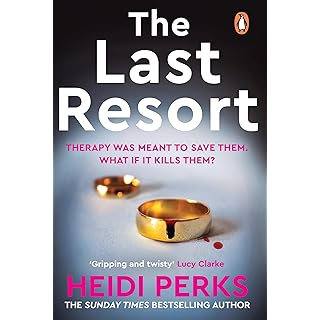 The
Last
Resort
THERAPY WAS MEANT TO SAVE THEM.
WHAT IF IT KILLS THEM?
'Gripping and twisty' Lucy Clarke
HEIDI PERKS
THE SUNDAY TIMES BESTSELLING AUTHOR